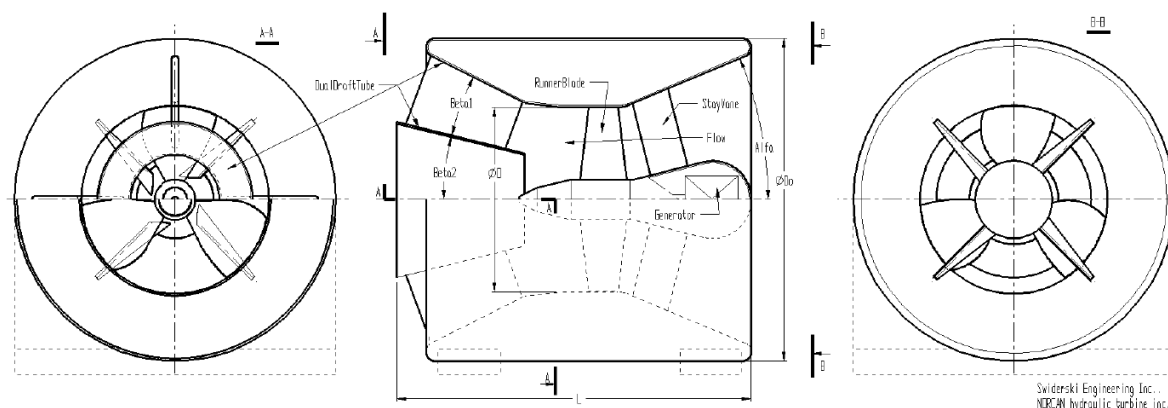 A-A
DualDraftTube
A
Beta1
Beta2
A
A
A
ØD
RunnerBlade
StayVane
Flow
Alfa
Generator
ØDo
L
B
B
B-B
Swiderski Engineering Inc..
NORCAN hydraulic turbine inc.